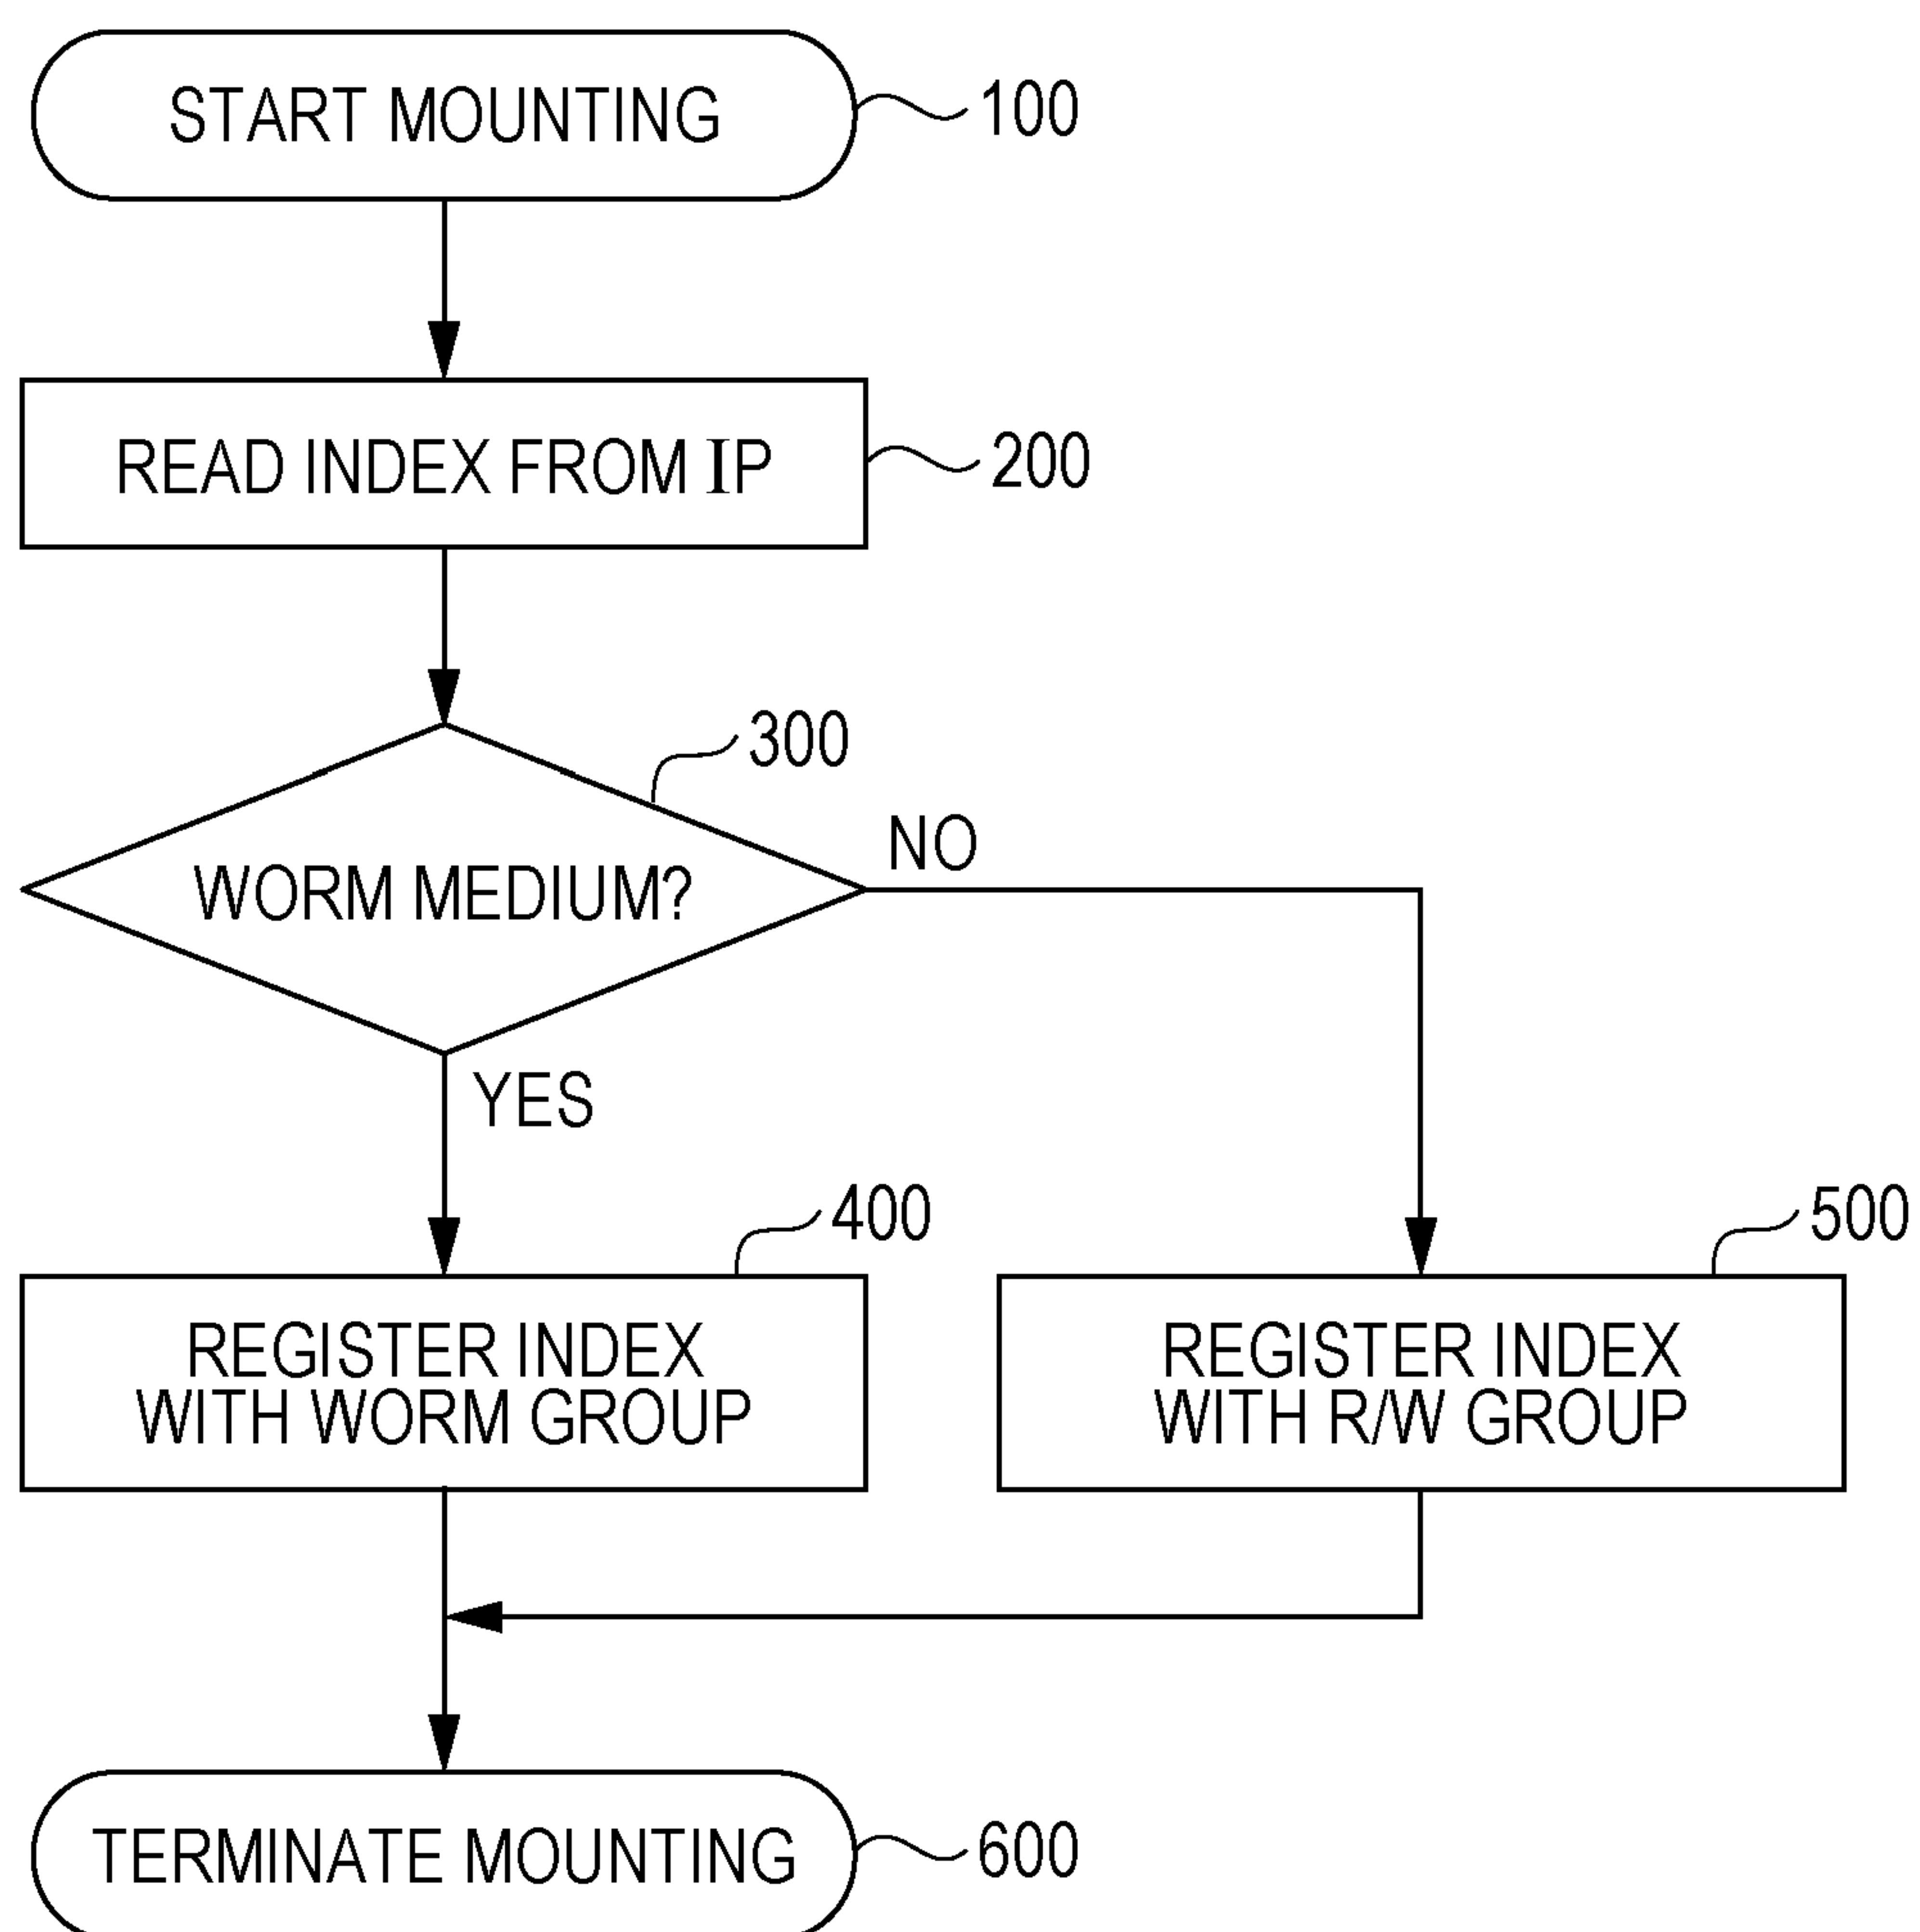 START MOUNTING
100
READ INDEX FROM IP
200
300
WORM MEDIUM?
NO
YES
400
500
REGISTER INDEX
WITH WORM GROUP
REGISTER INDEX
WITH R/W GROUP
TERMINATE MOUNTING
600